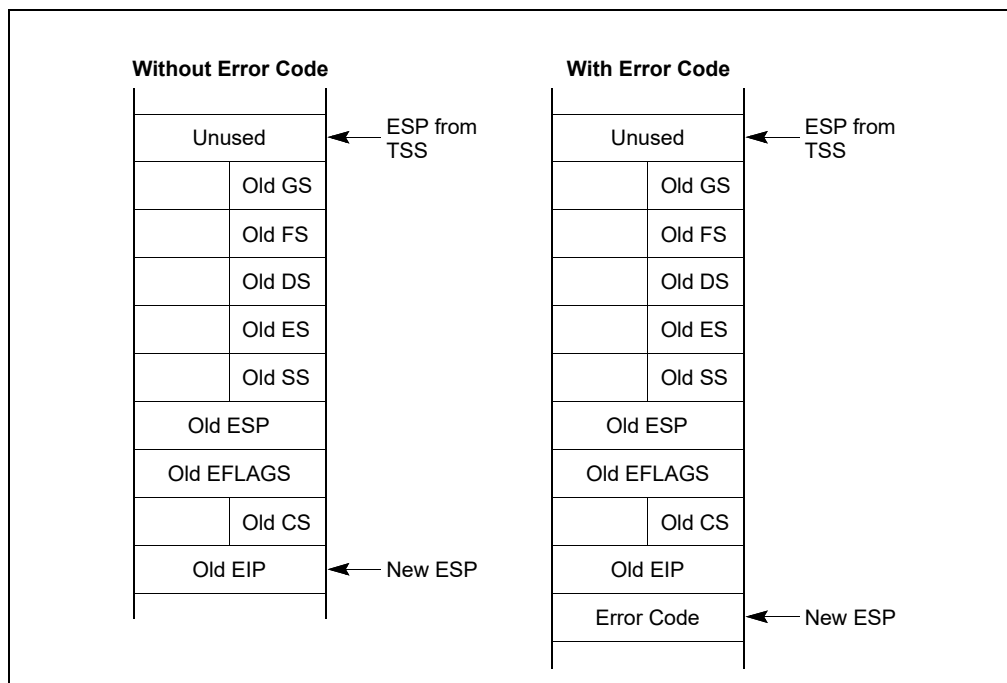 Without Error Code
Unused
ESP from
TSS
Old GS
Old FS
Old DS
Old ES
Old SS
Old ESP
Old EFLAGS
Old CS
Old EIP
New ESP
With Error Code
Unused
ESP from
TSS
Old GS
Old FS
Old DS
Old ES
Old SS
Old ESP
Old EFLAGS
Old CS
Old EIP
Error Code
New ESP